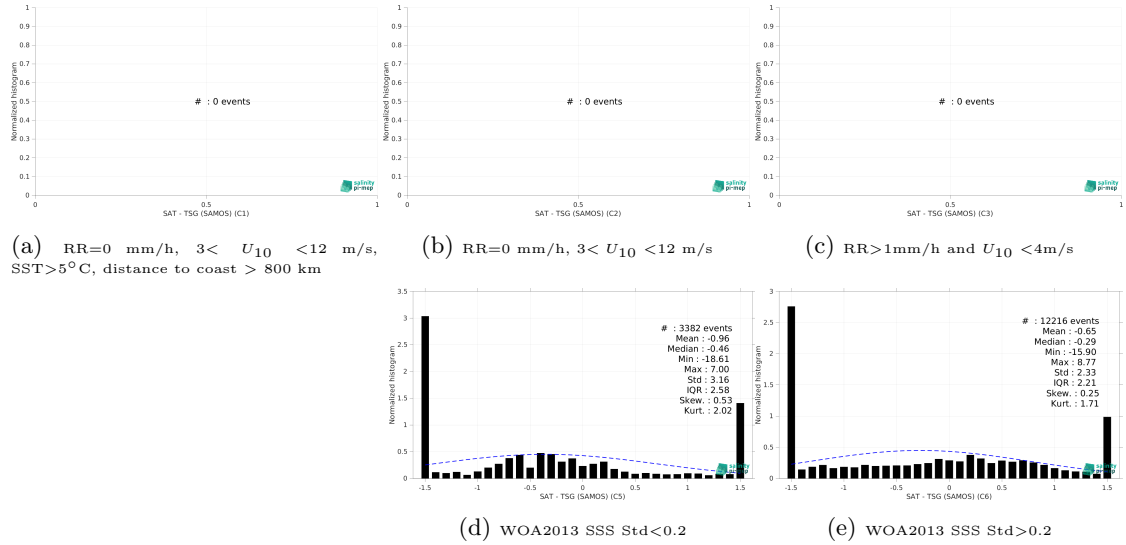 1
0.9
0.8
0.7
0.6
0.5
0.4
0.3
0.2
0.1
0
Normalized histogram
# : 0 events
salinity
pi-mep
0 0.5 1
SAT - TSG (SAMOS) (C1)
1
0.9
0.8
0.7
0.6
0.5
0.4
0.3
0.2
0.1
0
Normalized histogram
# : 0 events
salinity
pi-mep
0 0.5 1
SAT - TSG (SAMOS) (C2)
1
0.9
0.8
0.7
0.6
0.5
0.4
0.3
0.2
0.1
0
Normalized histogram
# : 0 events
salinity
pi-mep
0 0.5 1
SAT - TSG (SAMOS) (C3)
(a) RR=0 mm/h, 3< U10 <12 m/s,
SST>5°C, distance to coast > 800 km
(b) RR=0 mm/h, 3< U10 <12 m/s
(c) RR>1mm/h and U10 <4m/s
3.5
3
2.5
2
1.5
1
0.5
0
Normalized histogram
# : 3382 events
Mean : -0.96
Median : -0.46
Min : -18.61
Max : 7.00
Std : 3.16
IQR : 2.58
Skew. : 0.53
Kurt. : 2.02
salinity
pi-mep
-1.5 -1 -0.5 0 0.5 1 1.5
SAT - TSG (SAMOS) (C5)
3
2.5
2
1.5
1
0.5
0
Normalized histogram
# : 12216 events
Mean : -0.65
Median : -0.29
Min : -15.90
Max : 8.77
Std : 2.33
IQR : 2.21
Skew. : 0.25
Kurt. : 1.71
salinity
pi-mep
-1.5 -1 -0.5 0 0.5 1 1.5
SAT - TSG (SAMOS) (C6)
(d) WOA2013 SSS Std<0.2
(e) WOA2013 SSS Std>0.2